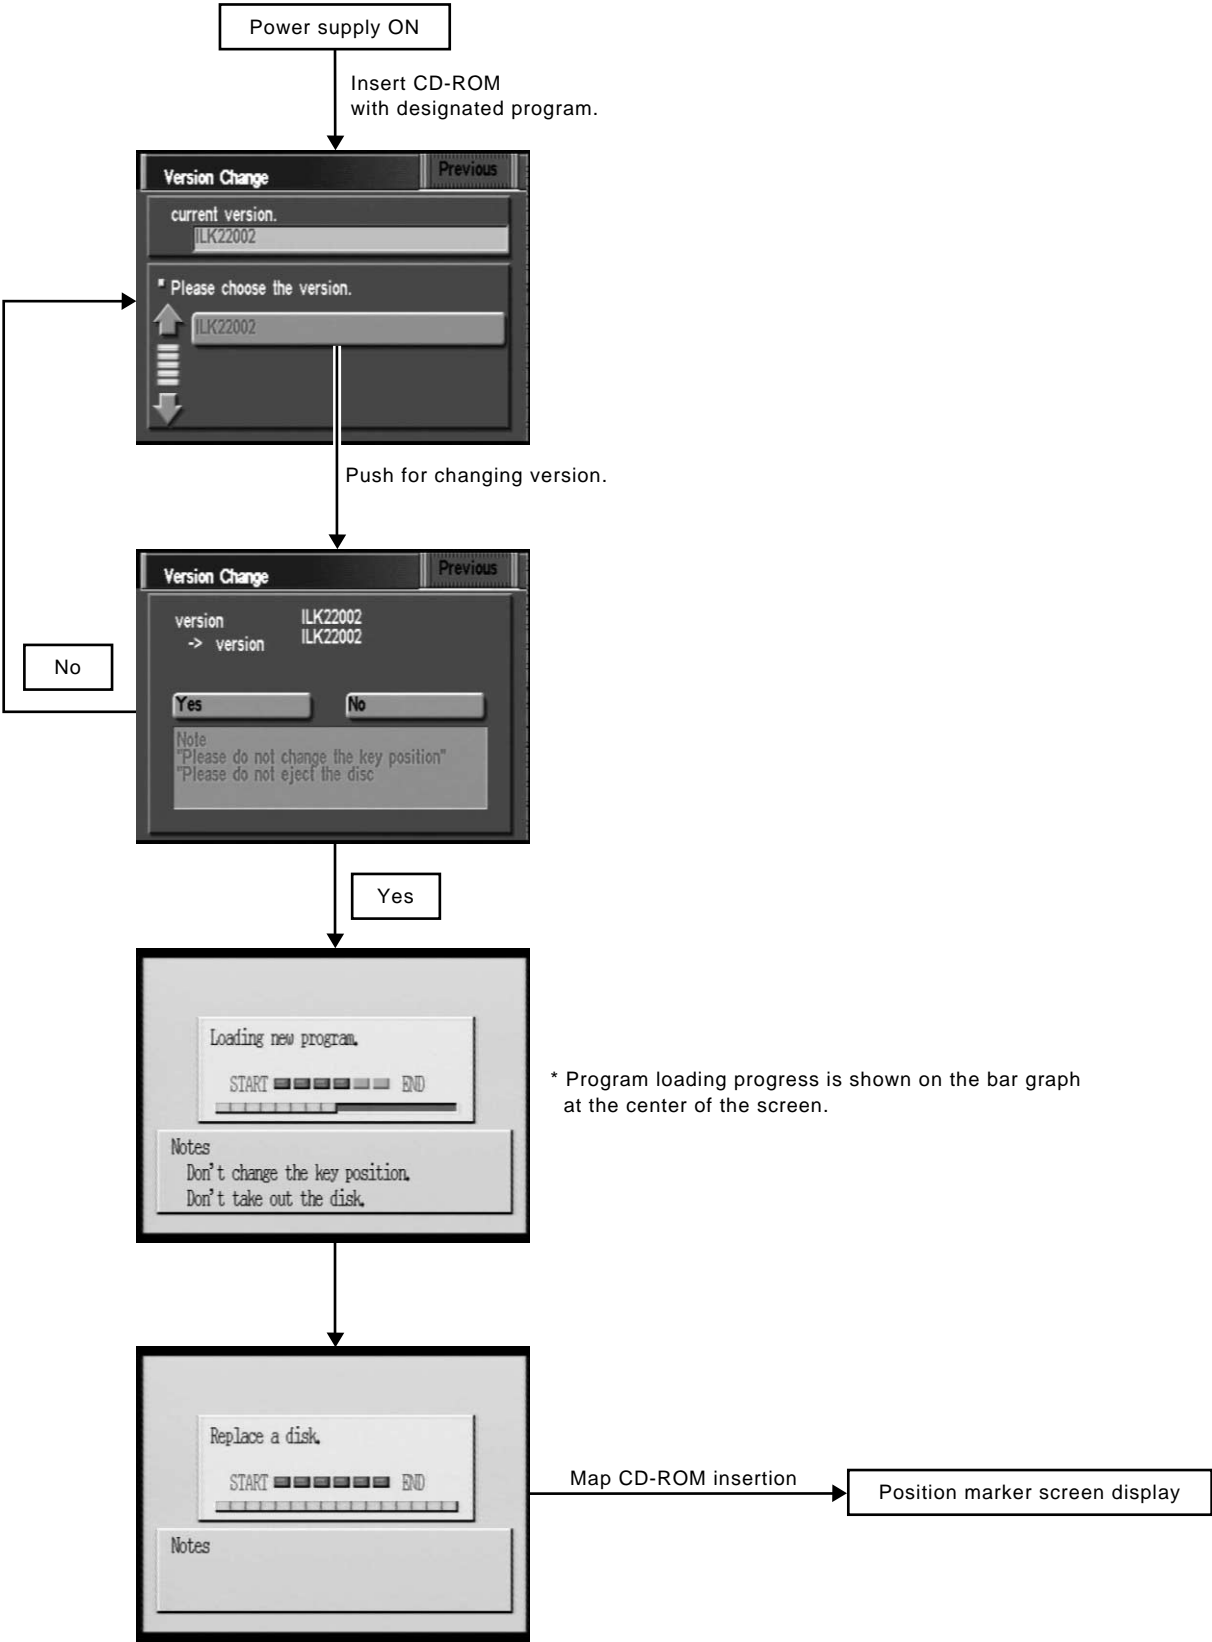 Power supply ON
Insert CD-ROM
with designated program.
Version Change
Previous
current version.
ILK22002
Please choose the version.
ILK22002
Push for changing version.
Version Change
Previous
version ILK22002
-> version ILK22002
No
Yes
No
Note
"Please do not change the key position"
"Please do not eject the disc
Yes
Loading new program.
START END
* Program loading progress is shown on the bar graph
at the center of the screen.
Notes
Don't change the key position.
Don't take out the disk.
Replace a disk.
START END
Map CD-ROM insertion
Position marker screen display
Notes